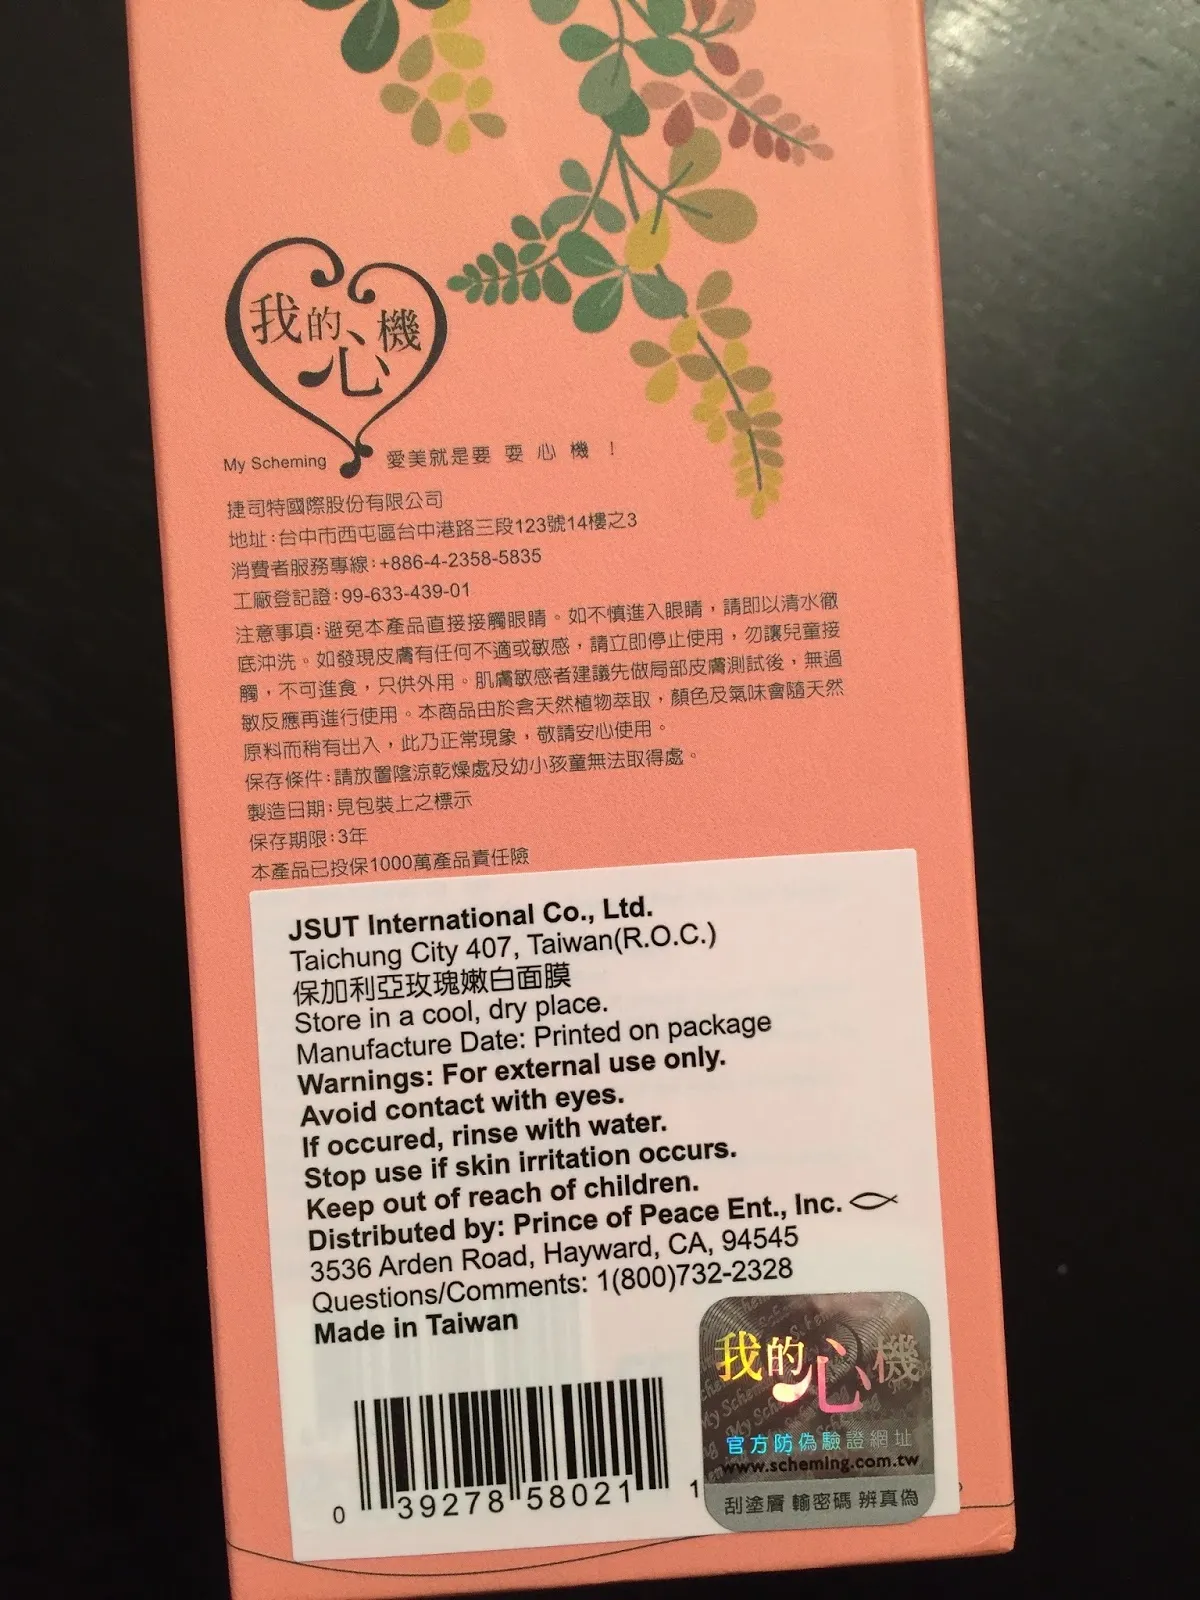 我的心機
My Scheming 愛美就是要 耍 心 機 !
捷司特國際股份有限公司
地址:台中市西屯區台中港路三段123號14樓之3
消費者服務專線:+886-4-2358-5835
工廠登記證:99-633-439-01
注意事項:避免本產品直接接觸眼睛。如不慎進入眼睛,請即以清水徹
底沖洗。如發現皮膚有任何不適或敏感,請立即停止使用,勿讓兒童接
觸,不可進食,只供外用。肌膚敏感者建議先做局部皮膚測試後,無過
敏反應再進行使用。本商品由於含天然植物萃取,顏色及氣味會隨天然
原料而稍有出入,此乃正常現象,敬請安心使用。
保存條件:請放置陰涼乾燥處及幼小孩童無法取得處。
製造日期:見包裝上之標示
保存期限:3年
本產品已投保1000萬產品責任險
JSUT International Co., Ltd.
Taichung City 407, Taiwan(R.O.C.)
保加利亞玫瑰嫩白面膜
Store in a cool, dry place.
Manufacture Date: Printed on package
Warnings: For external use only.
Avoid contact with eyes.
If occured, rinse with water.
Stop use if skin irritation occurs.
Keep out of reach of children.
Distributed by: Prince of Peace Ent., Inc.
3536 Arden Road, Hayward, CA, 94545
Questions/Comments: 1(800)732-2328
Made in Taiwan
0 39278 58021 1
我的心機
官方防偽驗證網址
www.scheming.com.tw
刮塗層 輸密碼 辨真偽